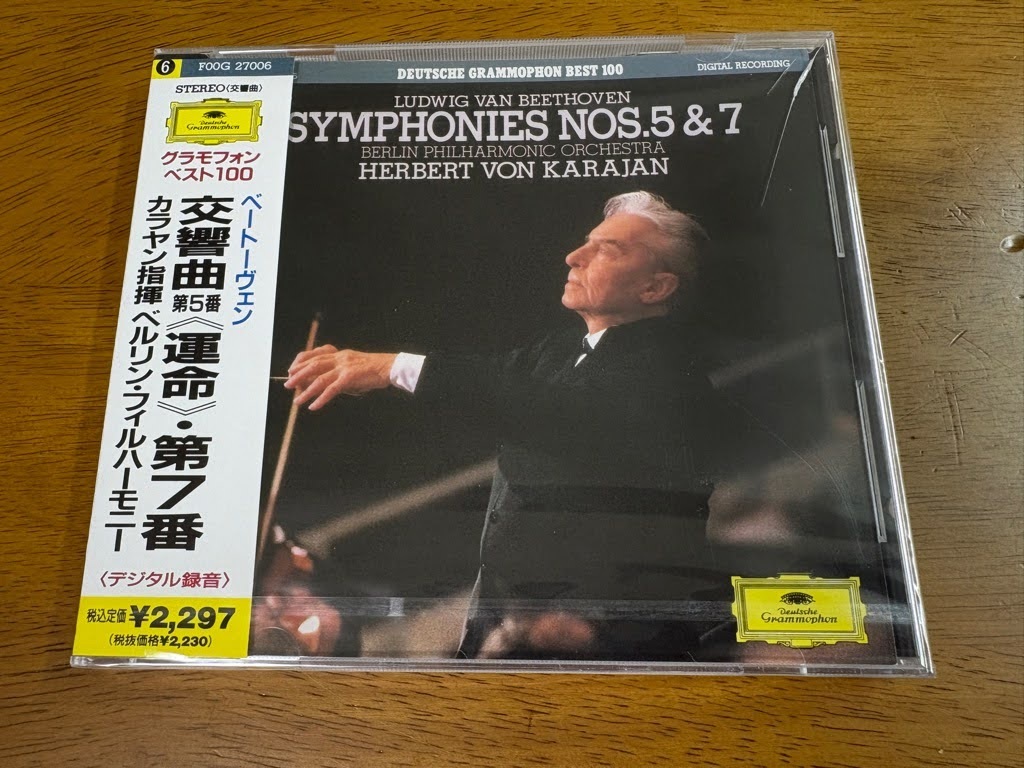 6 FOOG 27006
STEREO〈交響曲〉
Deutsche
Grammophon
グラモフォン
ベスト100
ベートーヴェン
交響曲第5番《運命》・第7番
カラヤン指揮 ベルリン・フィルハーモニー
〈デジタル録音〉
税込定価¥2,297
(税抜価格¥2,230)
DEUTSCHE GRAMMOPHON BEST 100
DIGITAL RECORDING
LUDWIG VAN BEETHOVEN
SYMPHONIES NOS.5 & 7
BERLIN PHILHARMONIC ORCHESTRA
HERBERT VON KARAJAN
Deutsche
Grammophon